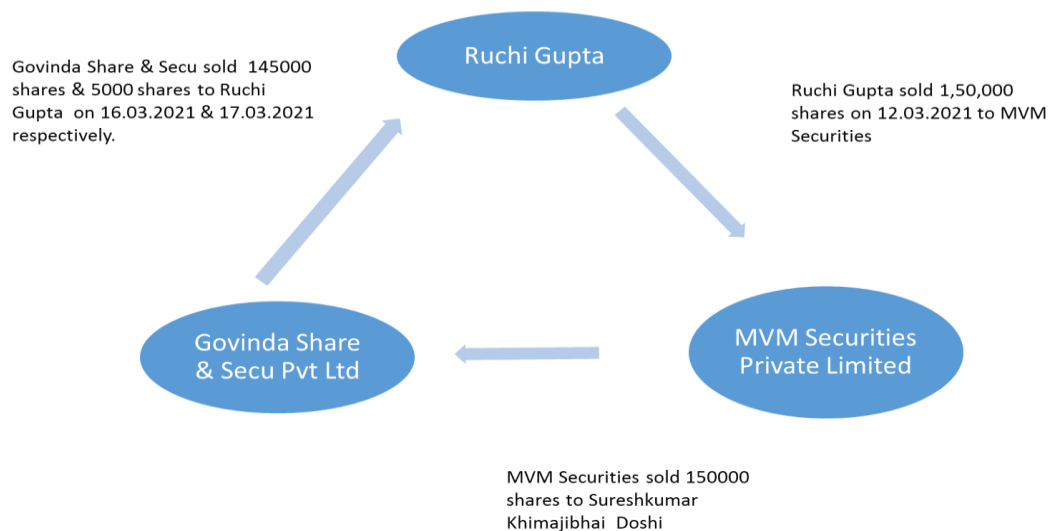 Ruchi Gupta
Govinda Share & Secu sold 145000
shares & 5000 shares to Ruchi
Gupta on 16.03.2021 & 17.03.2021
respectively.
Ruchi Gupta sold 1,50,000
shares on 12.03.2021 to MVM
Securities
Govinda Share
& Secu Pvt Ltd
MVM Securities
Private Limited
MVM Securities sold 150000
shares to Sureshkumar
Khimajibhai Doshi